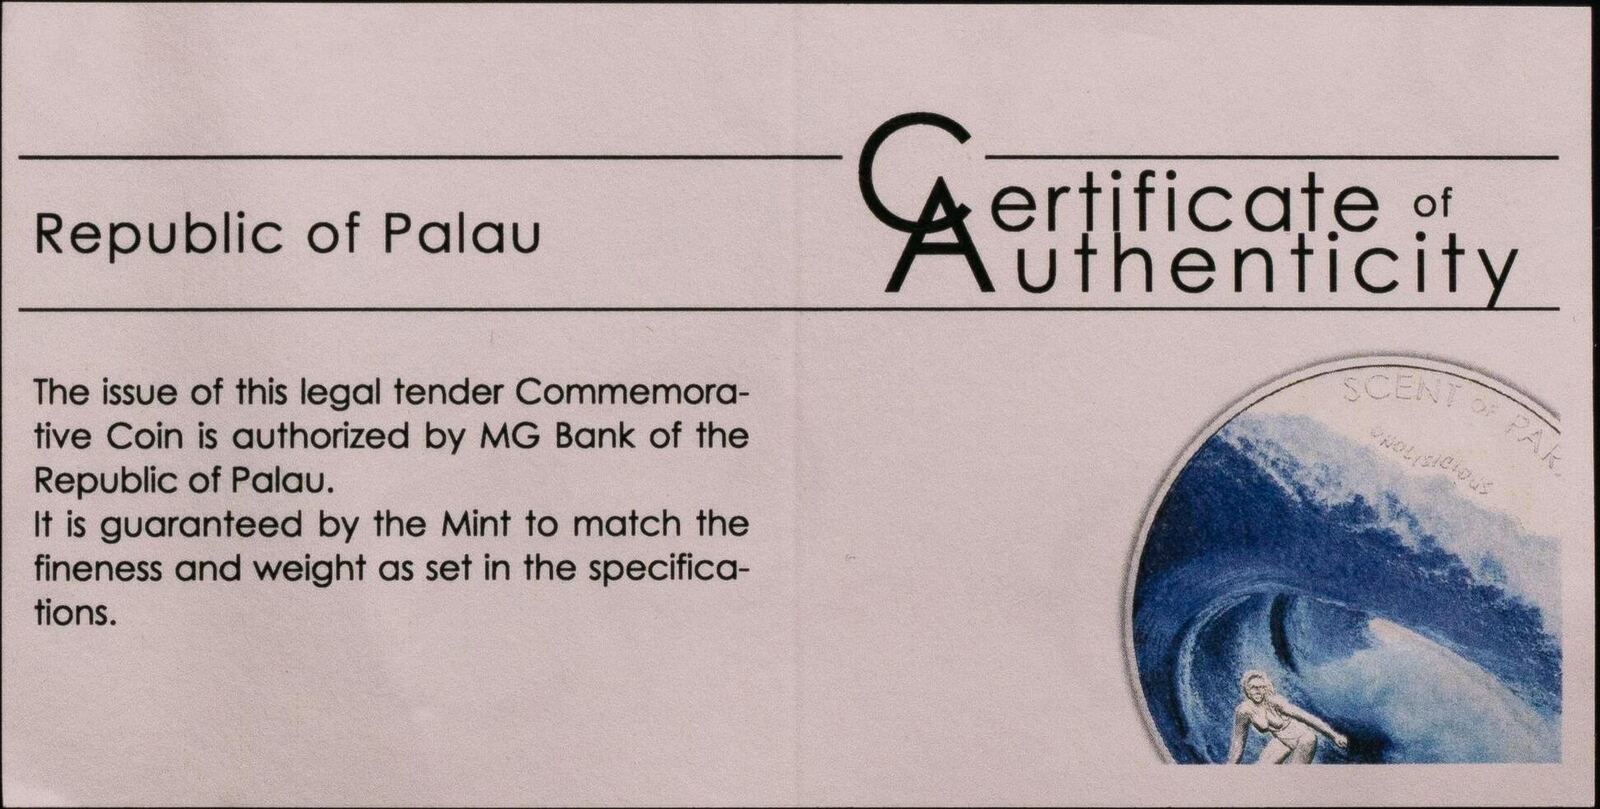 Republic of Palau
The issue of this legal tender Commemora-
tive Coin is authorized by MG Bank of the
Republic of Palau.
It is guaranteed by the Mint to match the
fineness and weight as set in the specifica-
tions.
Certificate of
Authenticity
SCENT OF PAR